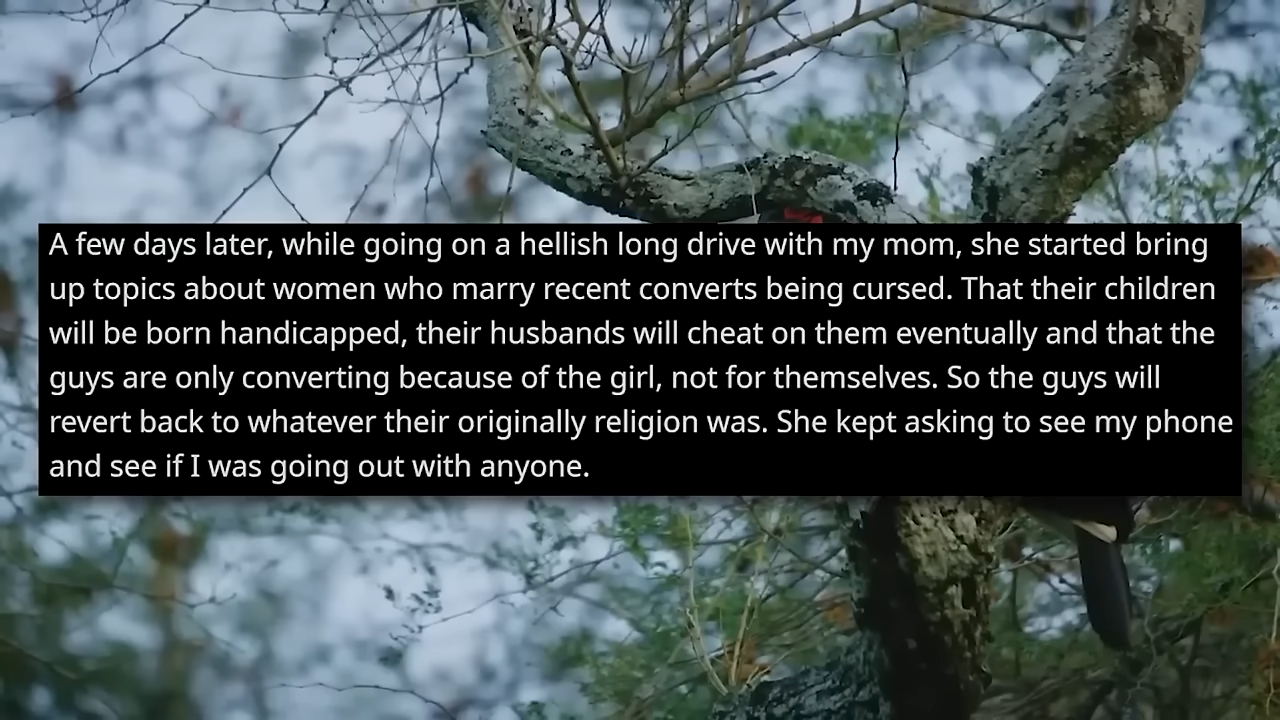 A few days later, while going on a hellish long drive with my mom, she started bring
up topics about women who marry recent converts being cursed. That their children
will be born handicapped, their husbands will cheat on them eventually and that the
guys are only converting because of the girl, not for themselves. So the guys will
revert back to whatever their originally religion was. She kept asking to see my phone
and see if I was going out with anyone.